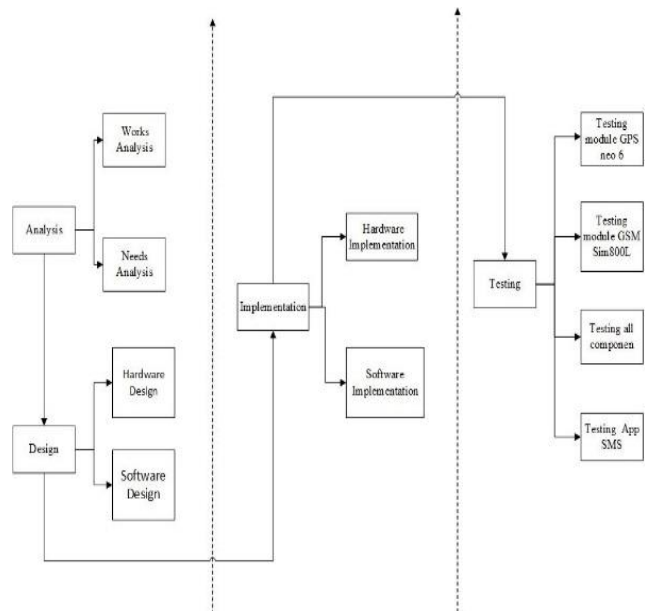 Works
Analysis
Analysis
Needs
Analysis
Hardware
Design
Design
Software
Design
Hardware
Implementation
Implementation
Software
Implementation
Testing
module GPS
neo 6
Testing
module GSM
Sim800L
Testing
Testing all
componen
Testing App
SMS